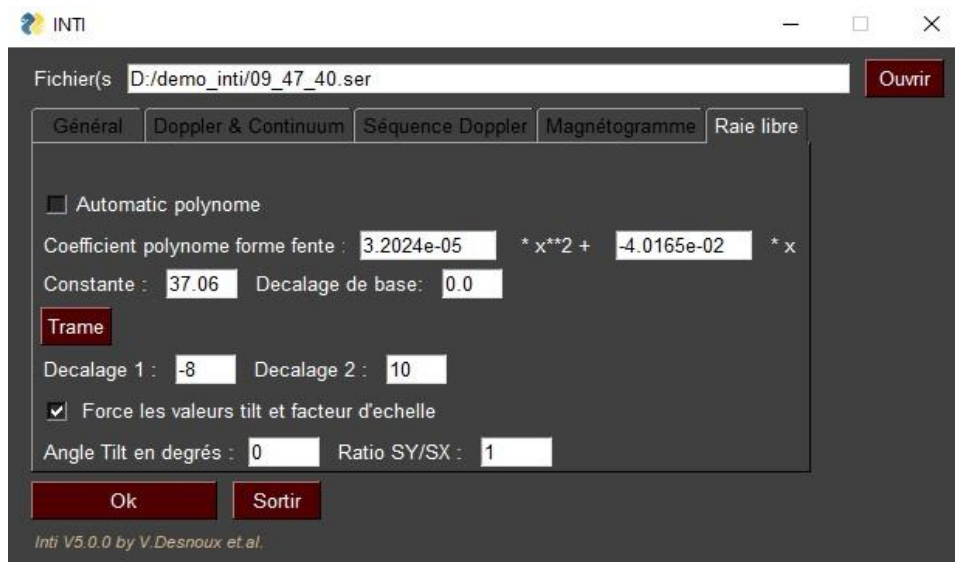 INTI
Fichier(s D:/demo_inti/09_47_40.ser Ouvrir
Général Doppler & Continuum Séquence Doppler Magnétogramme Raie libre
Automatic polynome
Coefficient polynome forme fente : 3.2024e-05 * x**2 + -4.0165e-02 * x
Constante : 37.06 Decalage de base: 0.0
Trame
Decalage 1 : -8 Decalage 2 : 10
Force les valeurs tilt et facteur d'echelle
Angle Tilt en degrés : 0 Ratio SY/SX : 1
Ok Sortir
Inti V5.0.0 by V.Desnoux et.al.